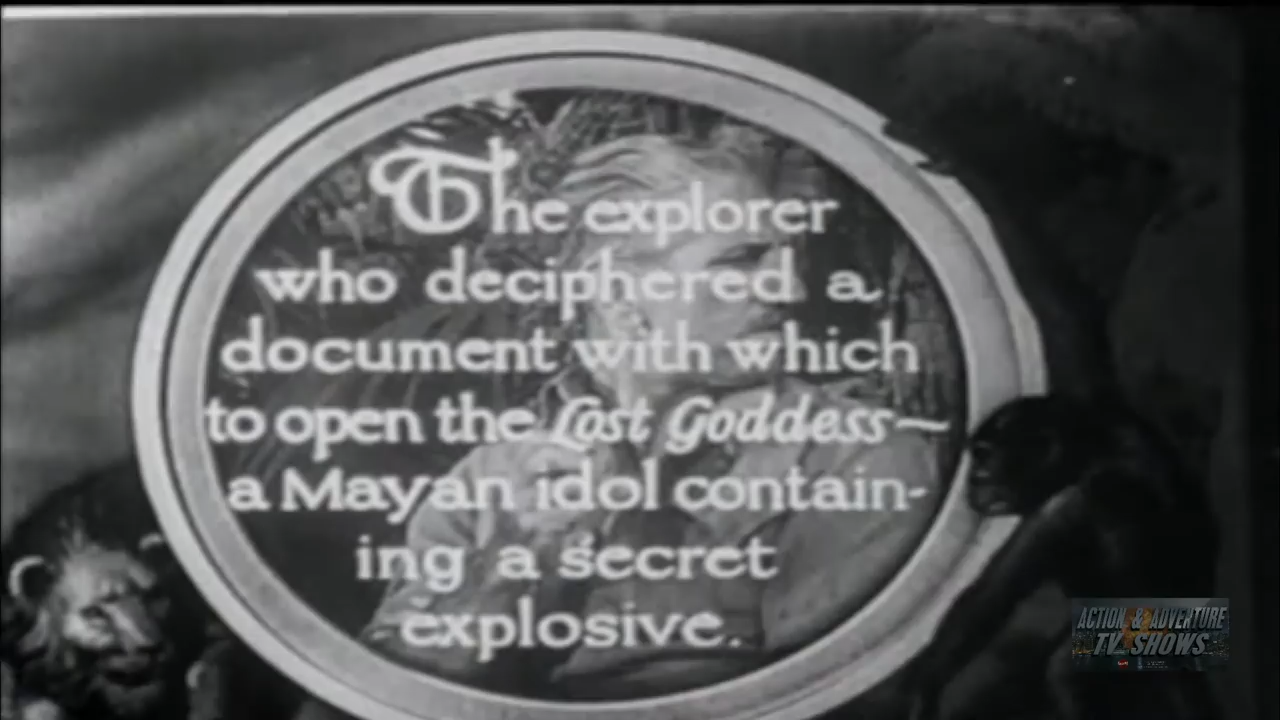 The explorer
who deciphered a
document with which
to open the Lost Goddess—
a Mayan idol contain-
ing a secret
explosive.
ACTION & ADVENTURE
TV SHOWS